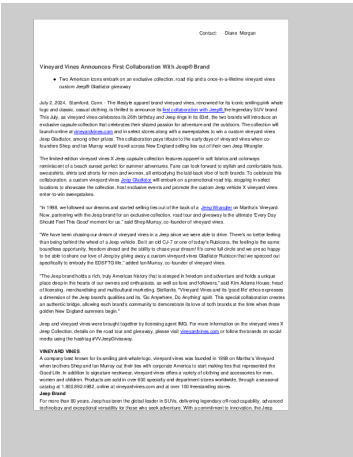 Contact: Diane Morgan
Vineyard Vines Announces First Collaboration With Jeep® Brand
● Two American icons embark on an exclusive collection, road trip and a once-in-a-lifetime vineyard vines
custom Jeep® Gladiator giveaway
July 2, 2024, Stamford, Conn. - The lifestyle apparel brand vineyard vines, renowned for its iconic smiling pink whale
logo and classic, casual clothing, is thrilled to announce its first collaboration with Jeep®, the legendary SUV brand.
This July, as vineyard vines celebrates its 26th birthday and Jeep rings in its 83rd, the two brands will introduce an
exclusive capsule collection that celebrates their shared passion for adventure and the outdoors. The collection will
launch online at vineyardvines.com and in select stores along with a sweepstakes to win a custom vineyard vines
Jeep Gladiator, among other prizes. The collaboration pays tribute to the early days of vineyard vines when co-
founders Shep and Ian Murray would travel across New England selling ties out of their own Jeep Wrangler.
The limited-edition vineyard vines X Jeep capsule collection features apparel in soft fabrics and colorways
reminiscent of a beach sunset perfect for summer adventures. Fans can look forward to stylish and comfortable hats,
sweatshirts, shirts and shorts for men and women, all embodying the laid-back vibe of both brands. To celebrate this
collaboration, a custom vineyard vines Jeep Gladiator will embark on a promotional road trip, stopping in select
locations to showcase the collection, host exclusive events and promote the custom Jeep vehicle X vineyard vines
enter-to-win sweepstakes.
"In 1998, we followed our dreams and started selling ties out of the back of a Jeep Wrangler on Martha's Vineyard.
Now, partnering with the Jeep brand for an exclusive collection, road tour and giveaway is the ultimate 'Every Day
Should Feel This Good' moment for us." said Shep Murray, co-founder of vineyard vines.
"We have been chasing our dream of vineyard vines in a Jeep since we were able to drive. There's no better feeling
than being behind the wheel of a Jeep vehicle. Be it an old CJ-7 or one of today's Rubicons, the feeling is the same:
boundless opportunity, freedom ahead and the ability to chase your dream! It's come full circle and we are so happy
to be able to share our love of Jeep by giving away a custom vineyard vines Gladiator Rubicon that we spec'd out
specifically to embody the EDSFTG life," added Ian Murray, co-founder of vineyard vines.
"The Jeep brand holds a rich, truly American history that is steeped in freedom and adventure and holds a unique
place deep in the hearts of our owners and enthusiasts, as well as fans and followers," said Kim Adams House, head
of licensing, merchandising and multicultural marketing, Stellantis. "Vineyard Vines and its 'good life' ethos expresses
a dimension of the Jeep brand's qualities and its, 'Go Anywhere, Do Anything' spirit. This special collaboration creates
an authentic bridge, allowing each brand's community to demonstrate its love of both brands at the time when those
golden New England summers begin."
Jeep and vineyard vines were brought together by licensing agent IMG. For more information on the vineyard vines X
Jeep Collection, details on the road tour and giveaway, please visit vineyardvines.com or follow the brands on social
media using the hashtag #VVJeepGiveaway.
VINEYARD VINES
A company best known for its smiling pink whale logo, vineyard vines was founded in 1998 on Martha's Vineyard
when brothers Shep and Ian Murray cut their ties with corporate America to start making ties that represented the
Good Life. In addition to signature neckwear, vineyard vines offers a variety of clothing and accessories for men,
women and children. Products are sold in over 600 specialty and department stores worldwide, through a seasonal
catalog at 1.800.892.4982, online at vineyardvines.com and at over 100 freestanding stores.
Jeep Brand
For more than 80 years, Jeep has been the global leader in SUVs, delivering legendary off-road capability, advanced
technology and exceptional versatility for those who seek adventure. With a commitment to innovation, the Jeep